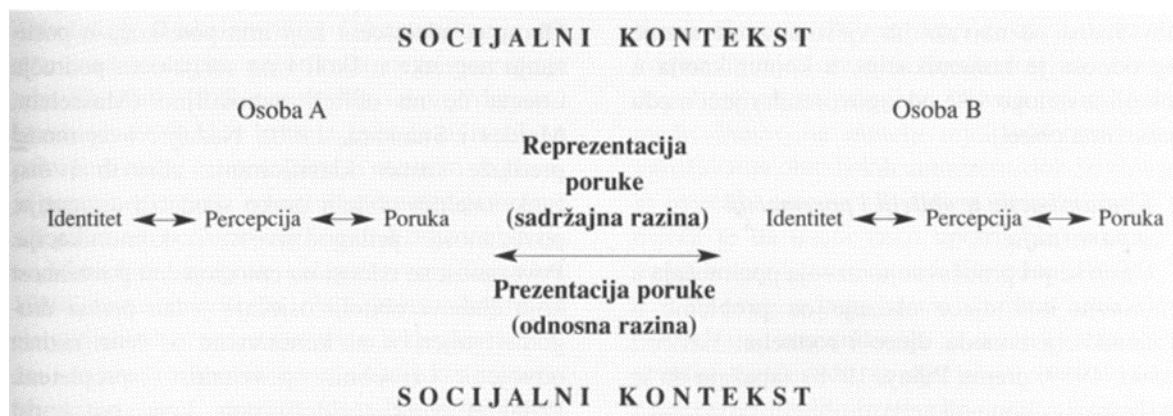 SOCIJALNI KONTEKST
Osoba A
Osoba B
Reprezentacija
poruke
(sadržajna razina)
Identitet Percepcija Poruka
Identitet Percepcija Poruka
Prezentacija poruke
(odnosna razina)
SOCIJALNI KONTEKST